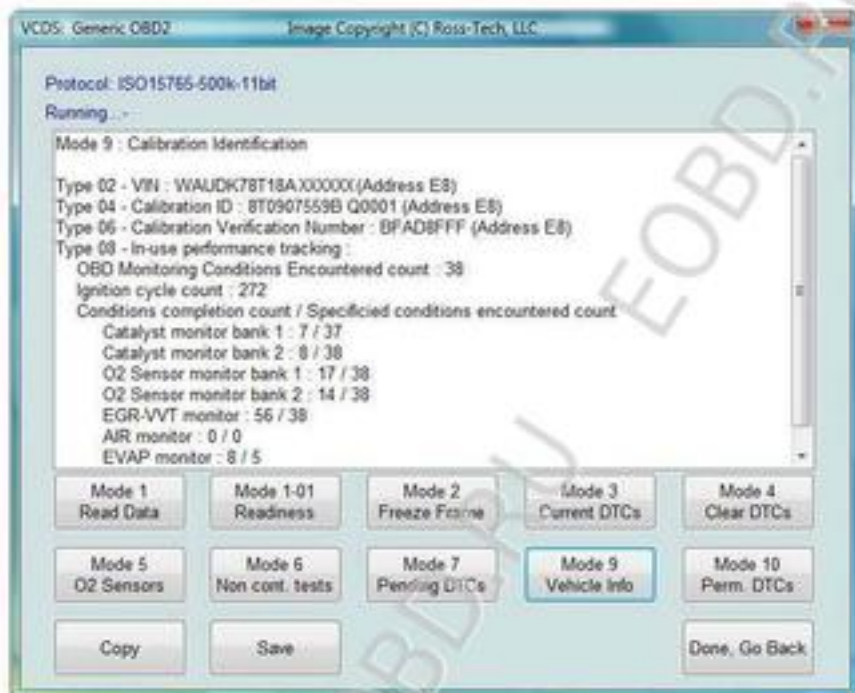 VCDS: Generic OBD2
Image Copyright (C) Ross-Tech, LLC
Protocol: ISO15765-500k-11bit
Running...-
Mode 9 : Calibration Identification
Type 02 - VIN : WAUDK78T18AXXXXXX(Address E8)
Type 04 - Calibration ID : 8T0907559B Q0001 (Address E8)
Type 06 - Calibration Verification Number : BFAD8FFF (Address E8)
Type 08 - In-use performance tracking :
OBD Monitoring Conditions Encountered count : 38
Ignition cycle count : 272
Conditions completion count / Specificied conditions encountered count
Catalyst monitor bank 1 : 7 / 37
Catalyst monitor bank 2 : 8 / 38
O2 Sensor monitor bank 1 : 17 / 38
O2 Sensor monitor bank 2 : 14 / 38
EGR-VVT monitor : 56 / 38
AIR monitor : 0 / 0
EVAP monitor : 8 / 5
Mode 1
Read Data
Mode 1-01
Readiness
Mode 2
Freeze Frame
Mode 3
Current DTCs
Mode 4
Clear DTCs
Mode 5
O2 Sensors
Mode 6
Non cont. tests
Mode 7
Pending DTCs
Mode 9
Vehicle Info
Mode 10
Perm. DTCs
Copy
Save
Done, Go Back
EOBD.RU